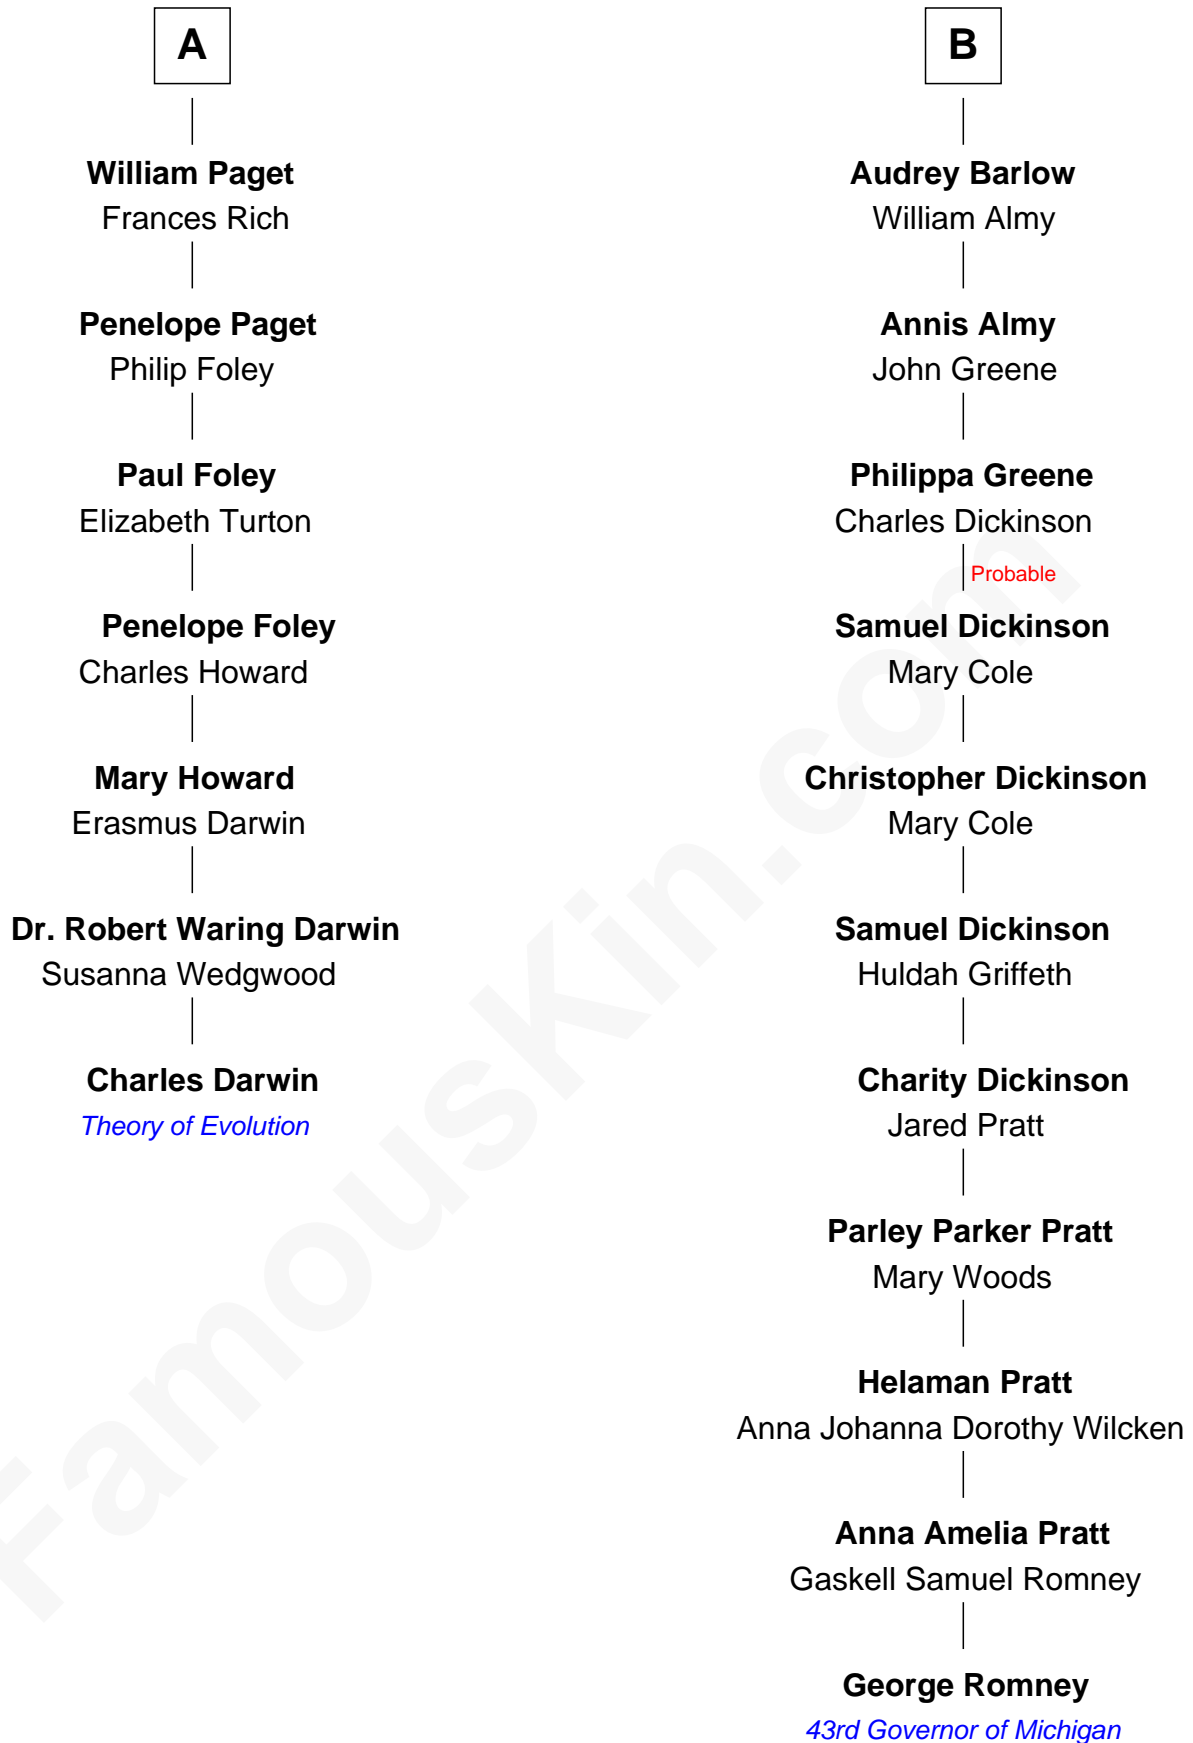 A
William Paget
Frances Rich
Penelope Paget
Philip Foley
Paul Foley
Elizabeth Turton
Penelope Foley
Charles Howard
Mary Howard
Erasmus Darwin
Dr. Robert Waring Darwin
Susanna Wedgwood
Charles Darwin
Theory of Evolution
B
Audrey Barlow
William Almy
Annis Almy
John Greene
Philippa Greene
Charles Dickinson
Probable
Samuel Dickinson
Mary Cole
Christopher Dickinson
Mary Cole
Samuel Dickinson
Huldah Griffeth
Charity Dickinson
Jared Pratt
Parley Parker Pratt
Mary Woods
Helaman Pratt
Anna Johanna Dorothy Wilcken
Anna Amelia Pratt
Gaskell Samuel Romney
George Romney
43rd Governor of Michigan
FamousKin.com